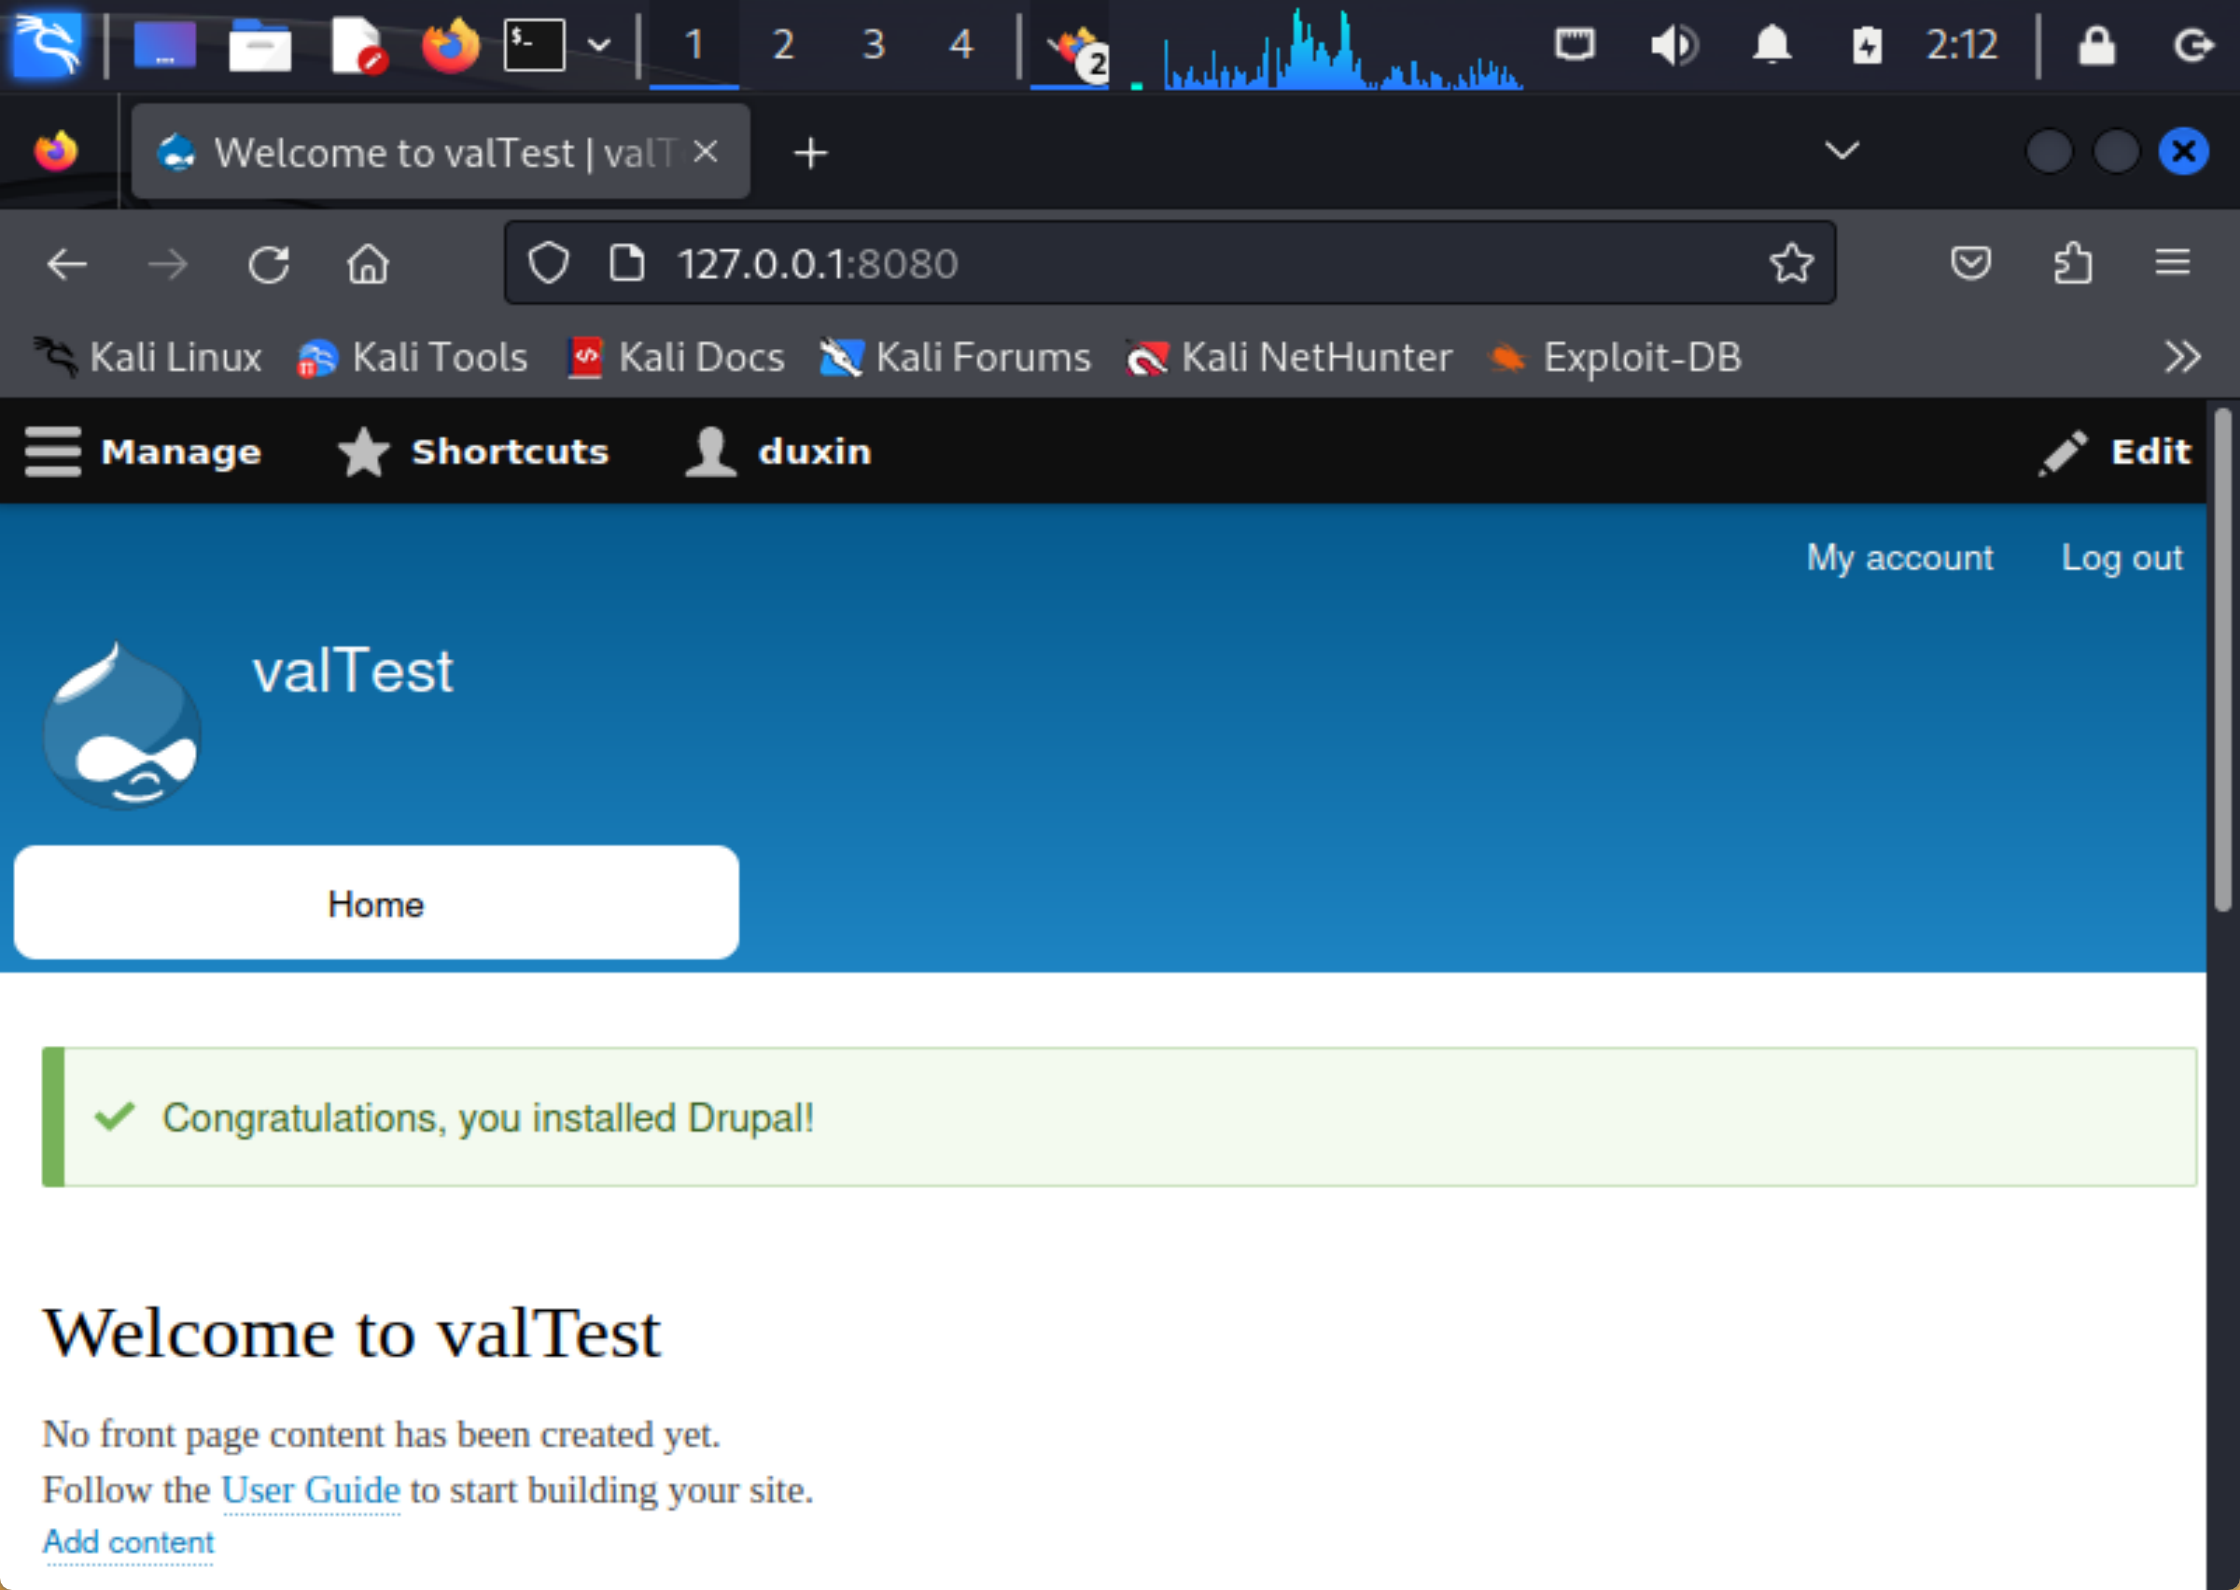 $-
1 2 3 4
2
2:12
Welcome to valTest | valT
127.0.0.1:8080
Kali Linux Kali Tools Kali Docs Kali Forums Kali NetHunter Exploit-DB
Manage Shortcuts duxin Edit
My account Log out
valTest
Home
Congratulations, you installed Drupal!
Welcome to valTest
No front page content has been created yet.
Follow the User Guide to start building your site.
Add content